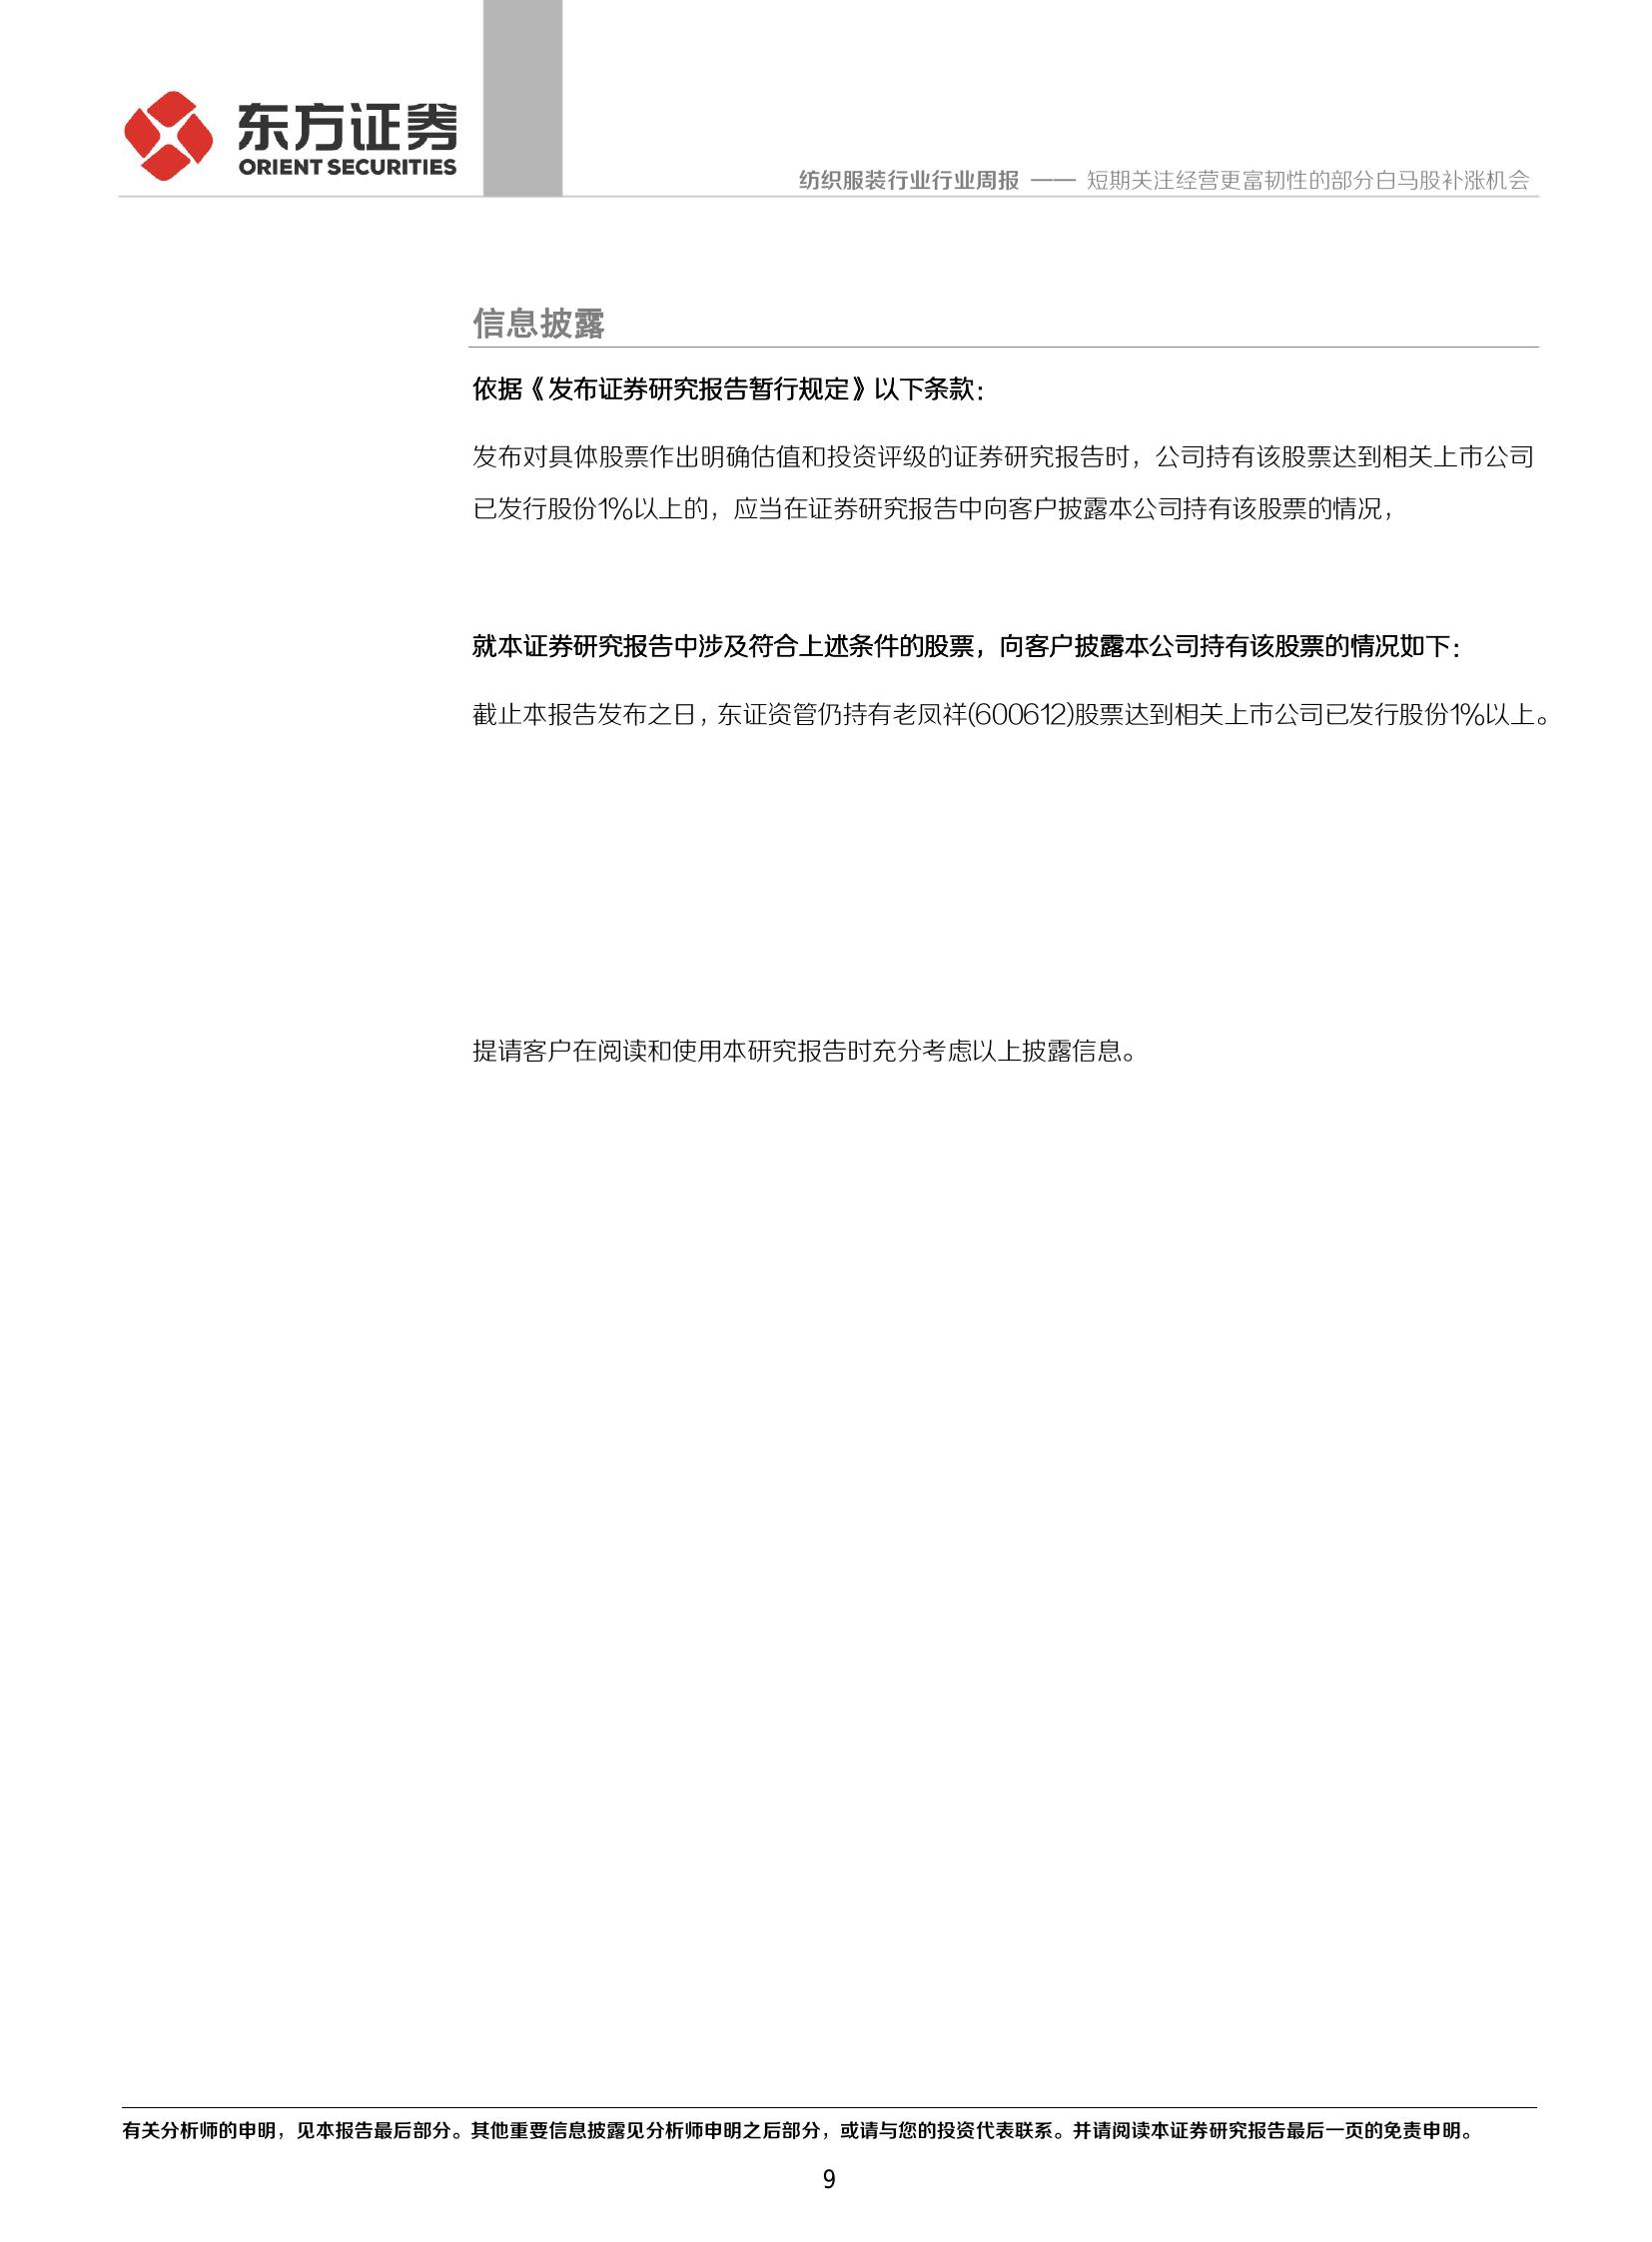 东方证券
ORIENT SECURITIES
纺织服装行业行业周报 —— 短期关注经营更富韧性的部分白马股补涨机会
信息披露
依据《发布证券研究报告暂行规定》以下条款：
发布对具体股票作出明确估值和投资评级的证券研究报告时，公司持有该股票达到相关上市公司
已发行股份1%以上的，应当在证券研究报告中向客户披露本公司持有该股票的情况，
就本证券研究报告中涉及符合上述条件的股票，向客户披露本公司持有该股票的情况如下：
截止本报告发布之日，东证资管仍持有老凤祥(600612)股票达到相关上市公司已发行股份1%以上。
提请客户在阅读和使用本研究报告时充分考虑以上披露信息。
有关分析师的申明，见本报告最后部分。其他重要信息披露见分析师申明之后部分，或请与您的投资代表联系。并请阅读本证券研究报告最后一页的免责申明。
9